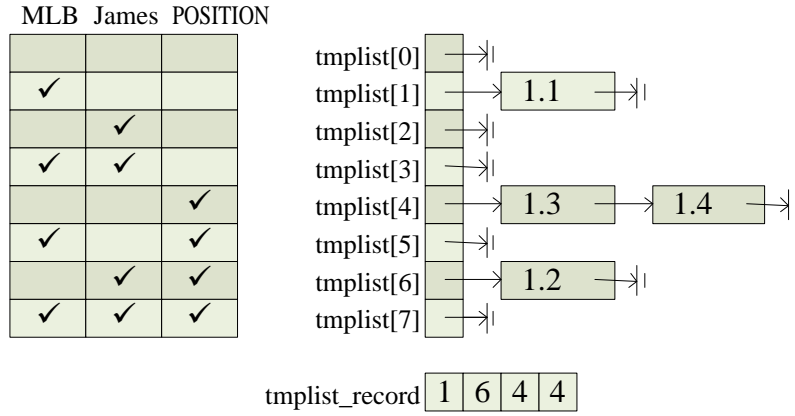 MLB James POSITION
tmplist[0]
✓ tmplist[1] 1.1
✓ tmplist[2]
✓ ✓ tmplist[3]
✓ tmplist[4] 1.3 1.4
✓ ✓ tmplist[5]
✓ ✓ tmplist[6] 1.2
✓ ✓ ✓ tmplist[7]
tmplist_record 1 6 4 4